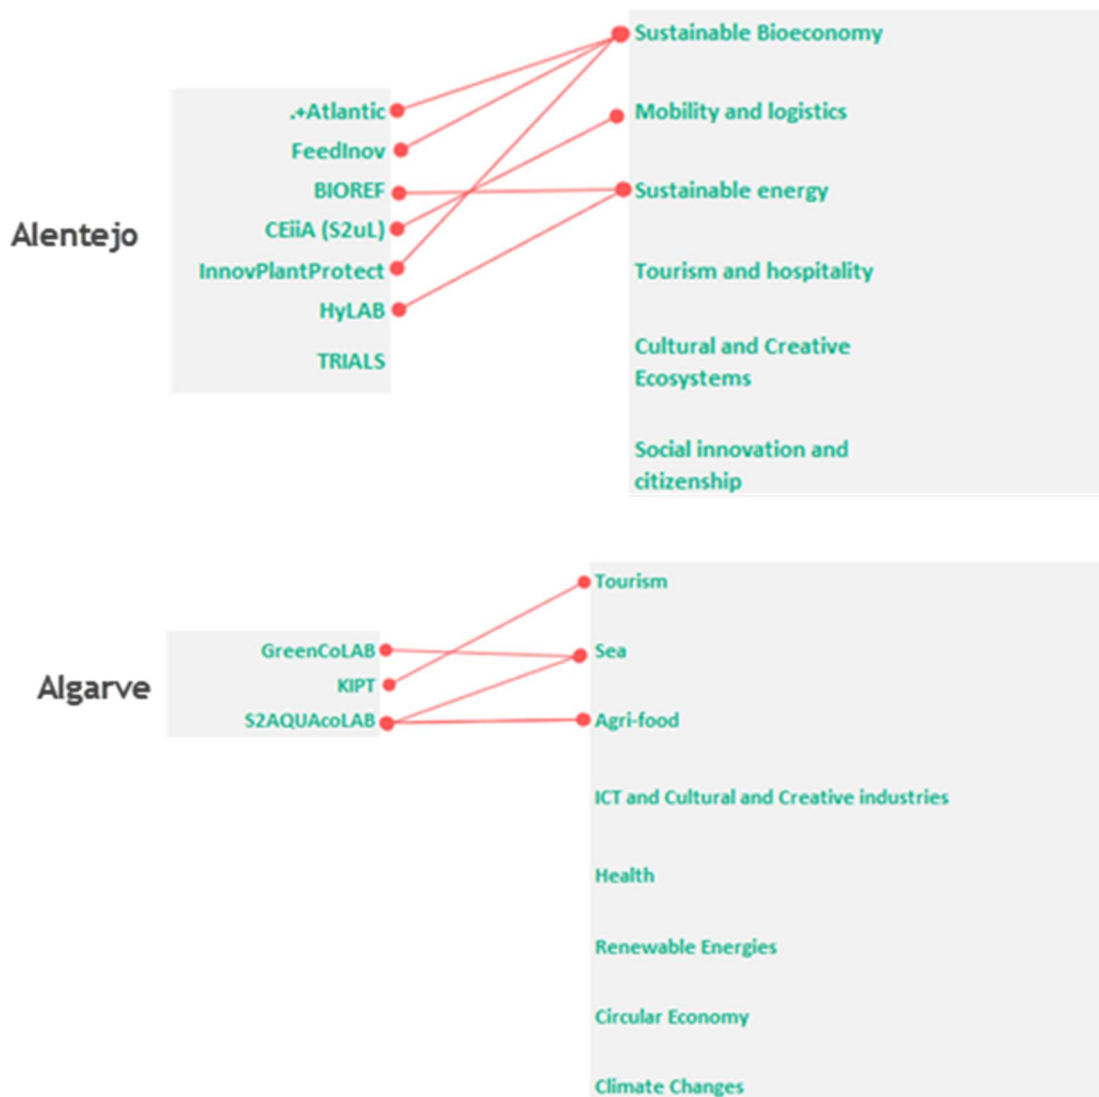 Alentejo
.+Atlantic
FeedInov
BIOREF
CEiiA (S2uL)
InnovPlantProtect
HyLAB
TRIALS
Sustainable Bioeconomy
Mobility and logistics
Sustainable energy
Tourism and hospitality
Cultural and Creative
Ecosystems
Social innovation and
citizenship
Algarve
GreenCoLAB
KIPT
S2AQUAcoLAB
Tourism
Sea
Agri-food
ICT and Cultural and Creative industries
Health
Renewable Energies
Circular Economy
Climate Changes